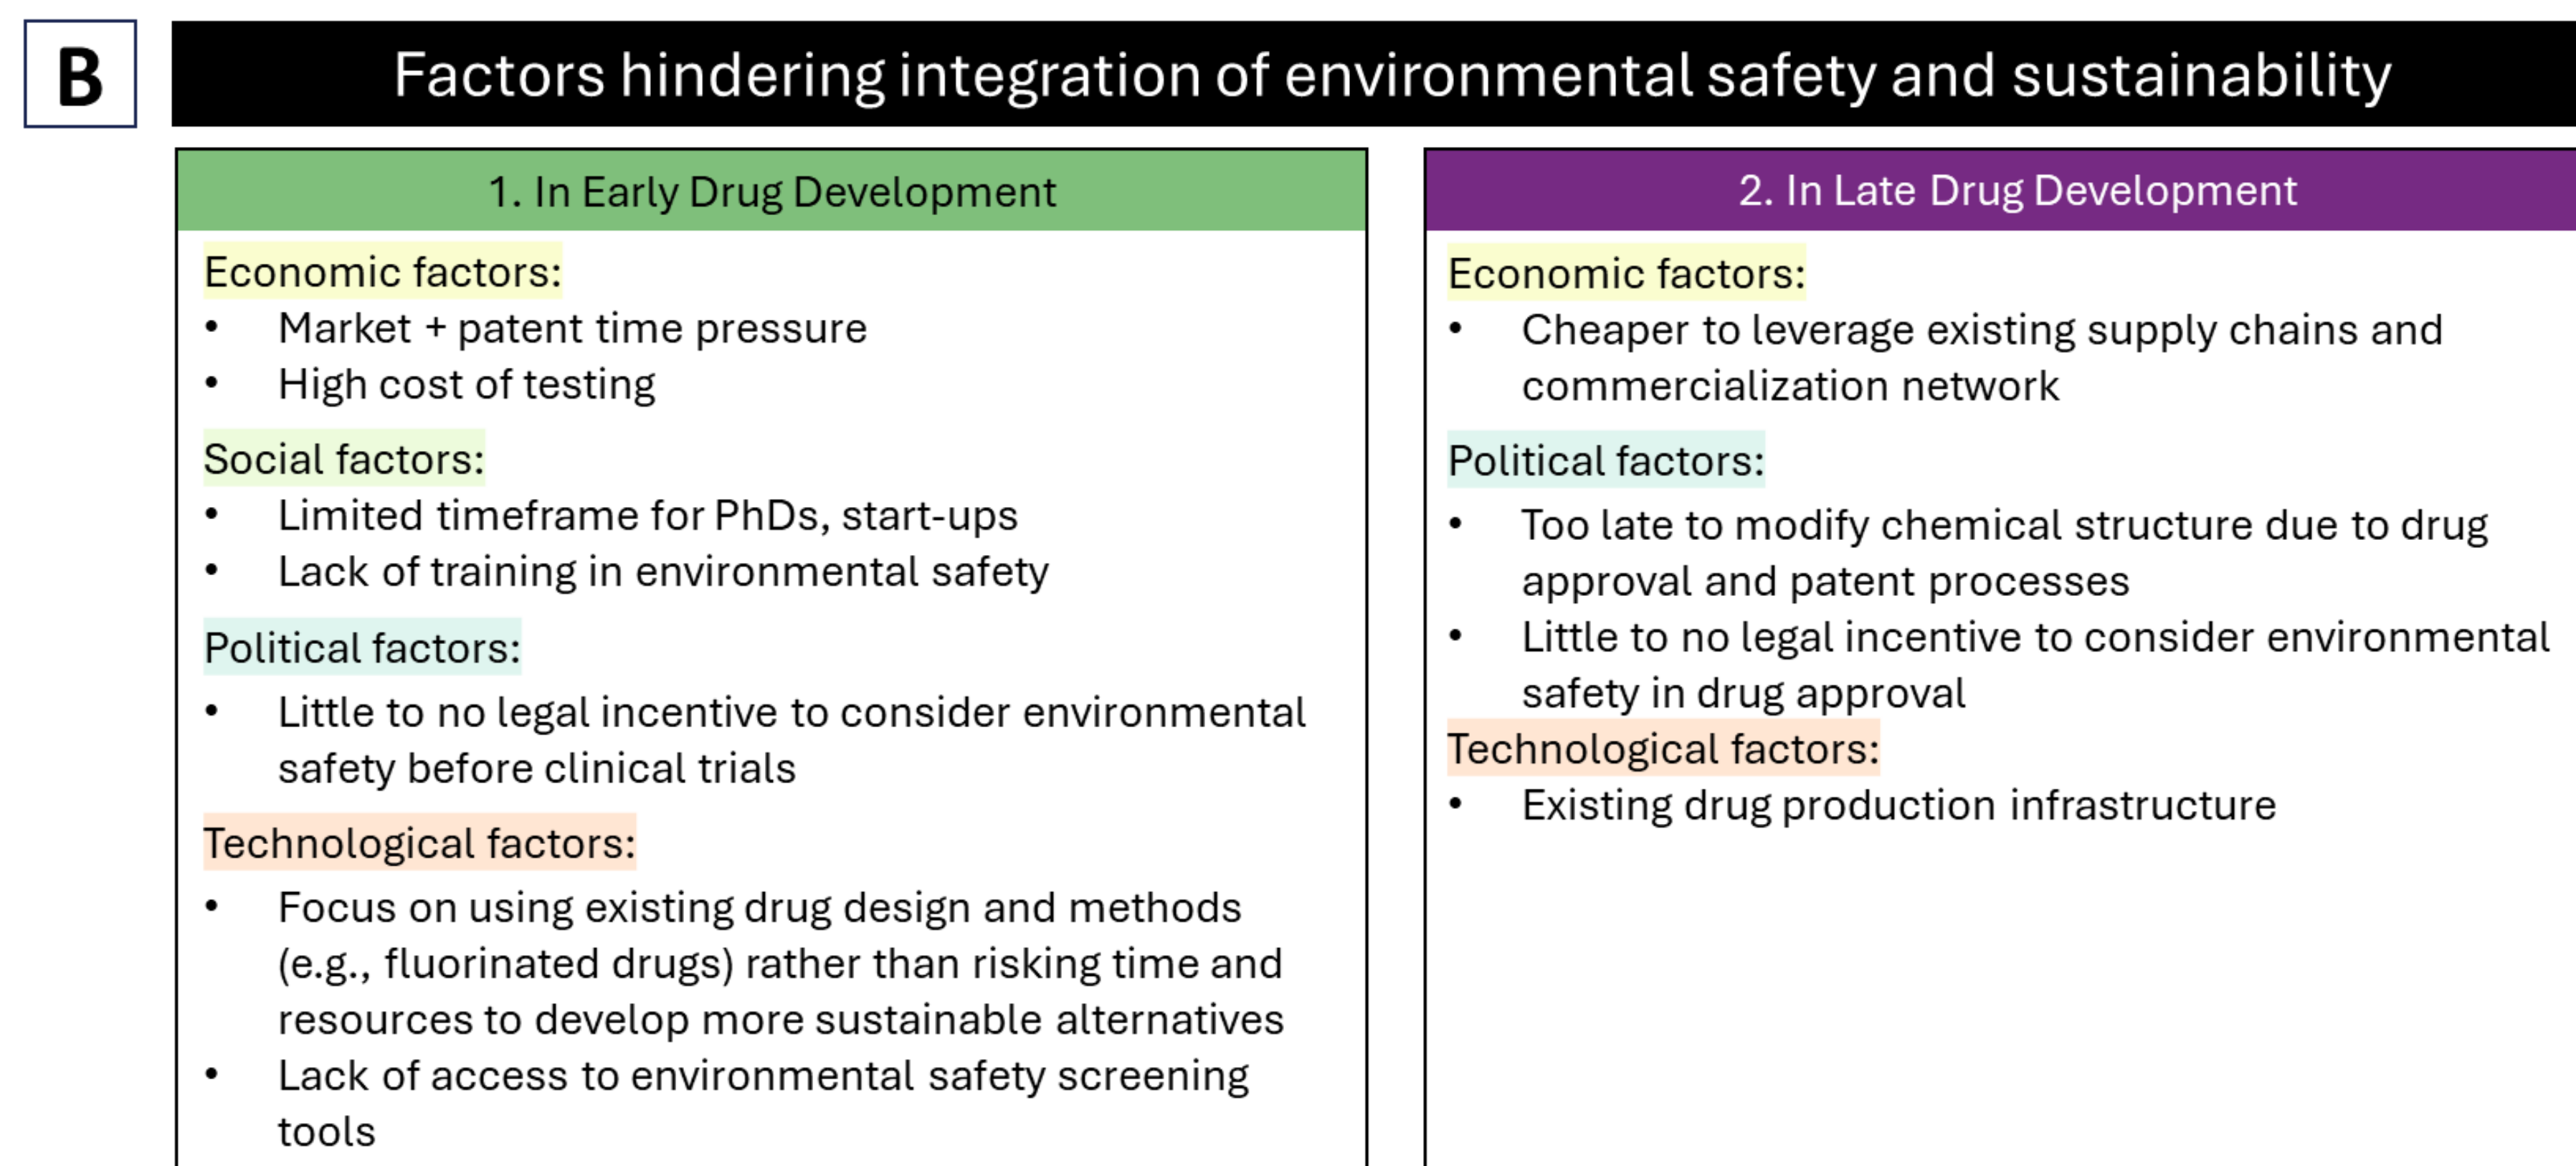 B
Factors hindering integration of environmental safety and sustainability
1. In Early Drug Development
Economic factors:
• Market + patent time pressure
• High cost of testing
Social factors:
• Limited timeframe for PhDs, start-ups
• Lack of training in environmental safety
Political factors:
• Little to no legal incentive to consider environmental
safety before clinical trials
Technological factors:
• Focus on using existing drug design and methods
(e.g., fluorinated drugs) rather than risking time and
resources to develop more sustainable alternatives
• Lack of access to environmental safety screening
tools
2. In Late Drug Development
Economic factors:
• Cheaper to leverage existing supply chains and
commercialization network
Political factors:
• Too late to modify chemical structure due to drug
approval and patent processes
• Little to no legal incentive to consider environmental
safety in drug approval
Technological factors:
• Existing drug production infrastructure